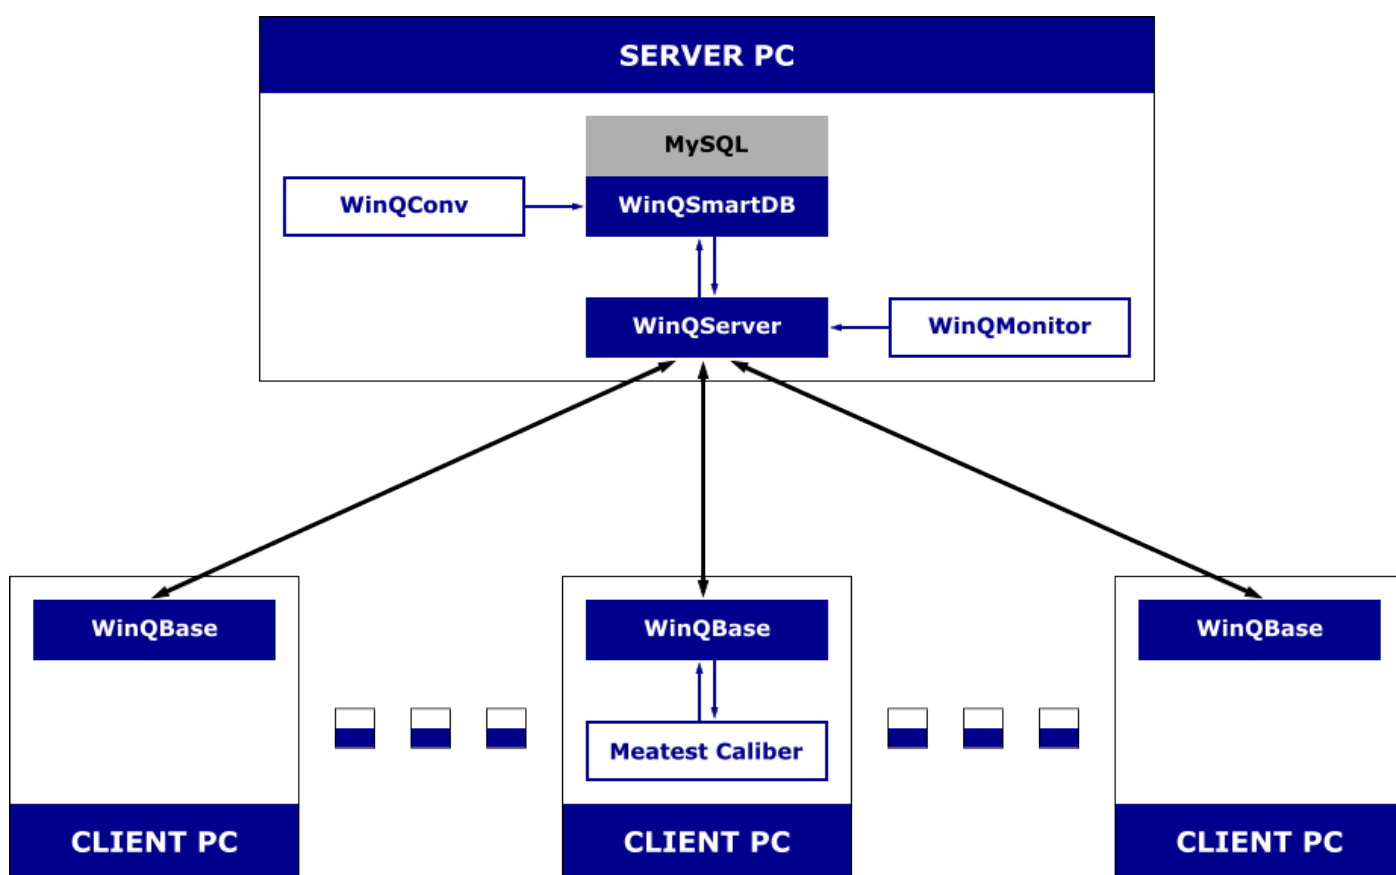 SERVER PC
MySQL
WinQConv
WinQSmartDB
WinQServer
WinQMonitor
WinQBase
WinQBase
WinQBase
Meatest Caliber
CLIENT PC
CLIENT PC
CLIENT PC